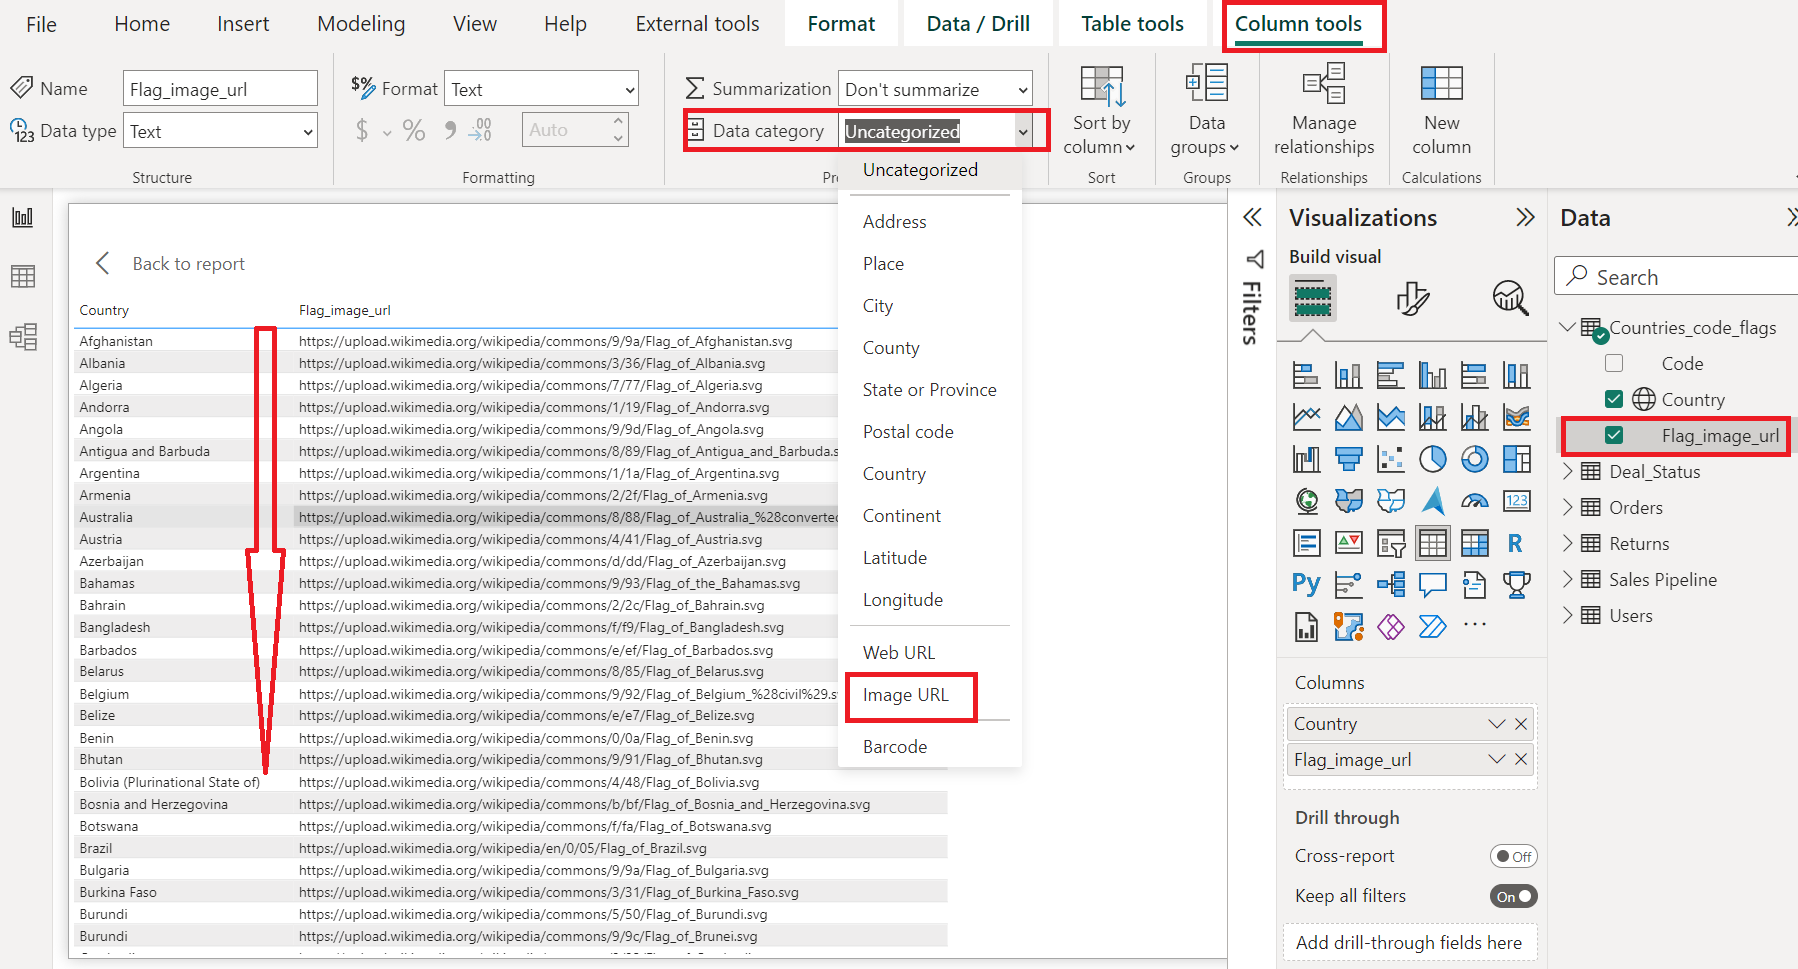 File Home Insert Modeling View Help External tools Format Data / Drill Table tools Column tools
Name Flag_image_url
Data type Text
Structure
$% Format Text
$ % 9 .00 Auto
Formatting
Summarization Don't summarize
Data category Uncategorized
Sort by column
Sort
Data groups
Groups
Manage relationships
Relationships
New column
Calculations
Uncategorized
Address
Place
City
County
State or Province
Postal code
Country
Continent
Latitude
Longitude
Web URL
Image URL
Barcode
Back to report
Country Flag_image_url
Afghanistan https://upload.wikimedia.org/wikipedia/commons/9/9a/Flag_of_Afghanistan.svg
Albania https://upload.wikimedia.org/wikipedia/commons/3/36/Flag_of_Albania.svg
Algeria https://upload.wikimedia.org/wikipedia/commons/7/77/Flag_of_Algeria.svg
Andorra https://upload.wikimedia.org/wikipedia/commons/1/19/Flag_of_Andorra.svg
Angola https://upload.wikimedia.org/wikipedia/commons/9/9d/Flag_of_Angola.svg
Antigua and Barbuda https://upload.wikimedia.org/wikipedia/commons/8/89/Flag_of_Antigua_and_Barbuda.s
Argentina https://upload.wikimedia.org/wikipedia/commons/1/1a/Flag_of_Argentina.svg
Armenia https://upload.wikimedia.org/wikipedia/commons/2/2f/Flag_of_Armenia.svg
Australia https://upload.wikimedia.org/wikipedia/commons/8/88/Flag_of_Australia_%28converted
Austria https://upload.wikimedia.org/wikipedia/commons/4/41/Flag_of_Austria.svg
Azerbaijan https://upload.wikimedia.org/wikipedia/commons/d/dd/Flag_of_Azerbaijan.svg
Bahamas https://upload.wikimedia.org/wikipedia/commons/9/93/Flag_of_the_Bahamas.svg
Bahrain https://upload.wikimedia.org/wikipedia/commons/2/2c/Flag_of_Bahrain.svg
Bangladesh https://upload.wikimedia.org/wikipedia/commons/f/f9/Flag_of_Bangladesh.svg
Barbados https://upload.wikimedia.org/wikipedia/commons/e/ef/Flag_of_Barbados.svg
Belarus https://upload.wikimedia.org/wikipedia/commons/8/85/Flag_of_Belarus.svg
Belgium https://upload.wikimedia.org/wikipedia/commons/9/92/Flag_of_Belgium_%28civil%29.s
Belize https://upload.wikimedia.org/wikipedia/commons/e/e7/Flag_of_Belize.svg
Benin https://upload.wikimedia.org/wikipedia/commons/0/0a/Flag_of_Benin.svg
Bhutan https://upload.wikimedia.org/wikipedia/commons/9/91/Flag_of_Bhutan.svg
Bolivia (Plurinational State of) https://upload.wikimedia.org/wikipedia/commons/4/48/Flag_of_Bolivia.svg
Bosnia and Herzegovina https://upload.wikimedia.org/wikipedia/commons/b/bf/Flag_of_Bosnia_and_Herzegovina.svg
Botswana https://upload.wikimedia.org/wikipedia/commons/f/fa/Flag_of_Botswana.svg
Brazil https://upload.wikimedia.org/wikipedia/en/0/05/Flag_of_Brazil.svg
Bulgaria https://upload.wikimedia.org/wikipedia/commons/9/9a/Flag_of_Bulgaria.svg
Burkina Faso https://upload.wikimedia.org/wikipedia/commons/3/31/Flag_of_Burkina_Faso.svg
Burundi https://upload.wikimedia.org/wikipedia/commons/5/50/Flag_of_Burundi.svg
Burundi https://upload.wikimedia.org/wikipedia/commons/9/9c/Flag_of_Brunei.svg
Filters
Visualizations
Build visual
123
R
Py
...
Columns
Country
Flag_image_url
Drill through
Cross-report Off
Keep all filters On
Add drill-through fields here
Data
Search
Countries_code_flags
Code
Country
Flag_image_url
Deal_Status
Orders
Returns
Sales Pipeline
Users